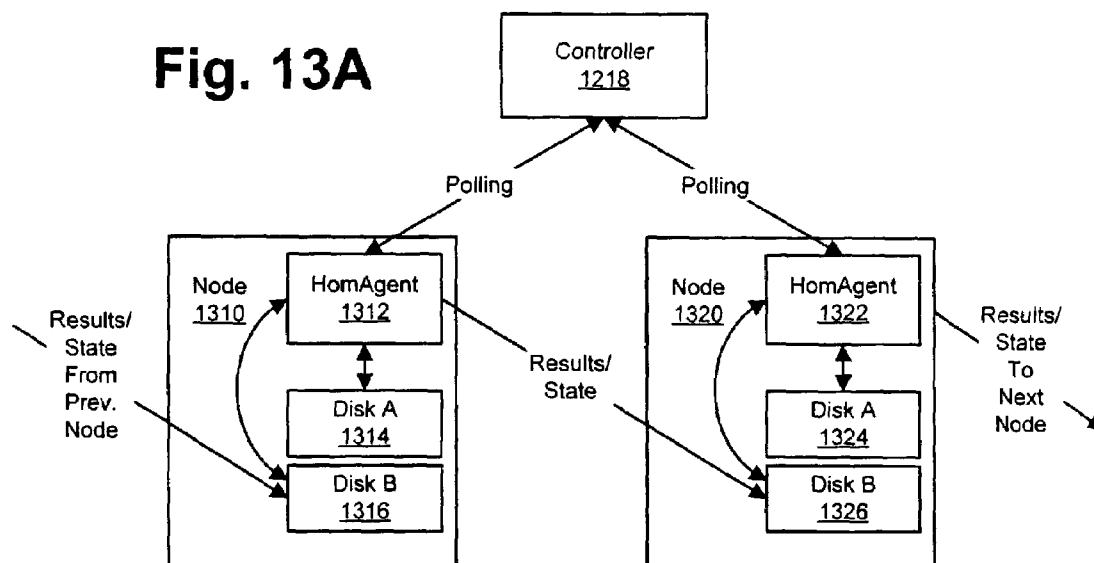 Fig. 13A
Controller
1218
Polling
Polling
Results/
State
From
Prev.
Node
Node
1310
HomAgent
1312
Disk A
1314
Disk B
1316
Results/
State
Node
1320
HomAgent
1322
Disk A
1324
Disk B
1326
Results/
State
To
Next
Node